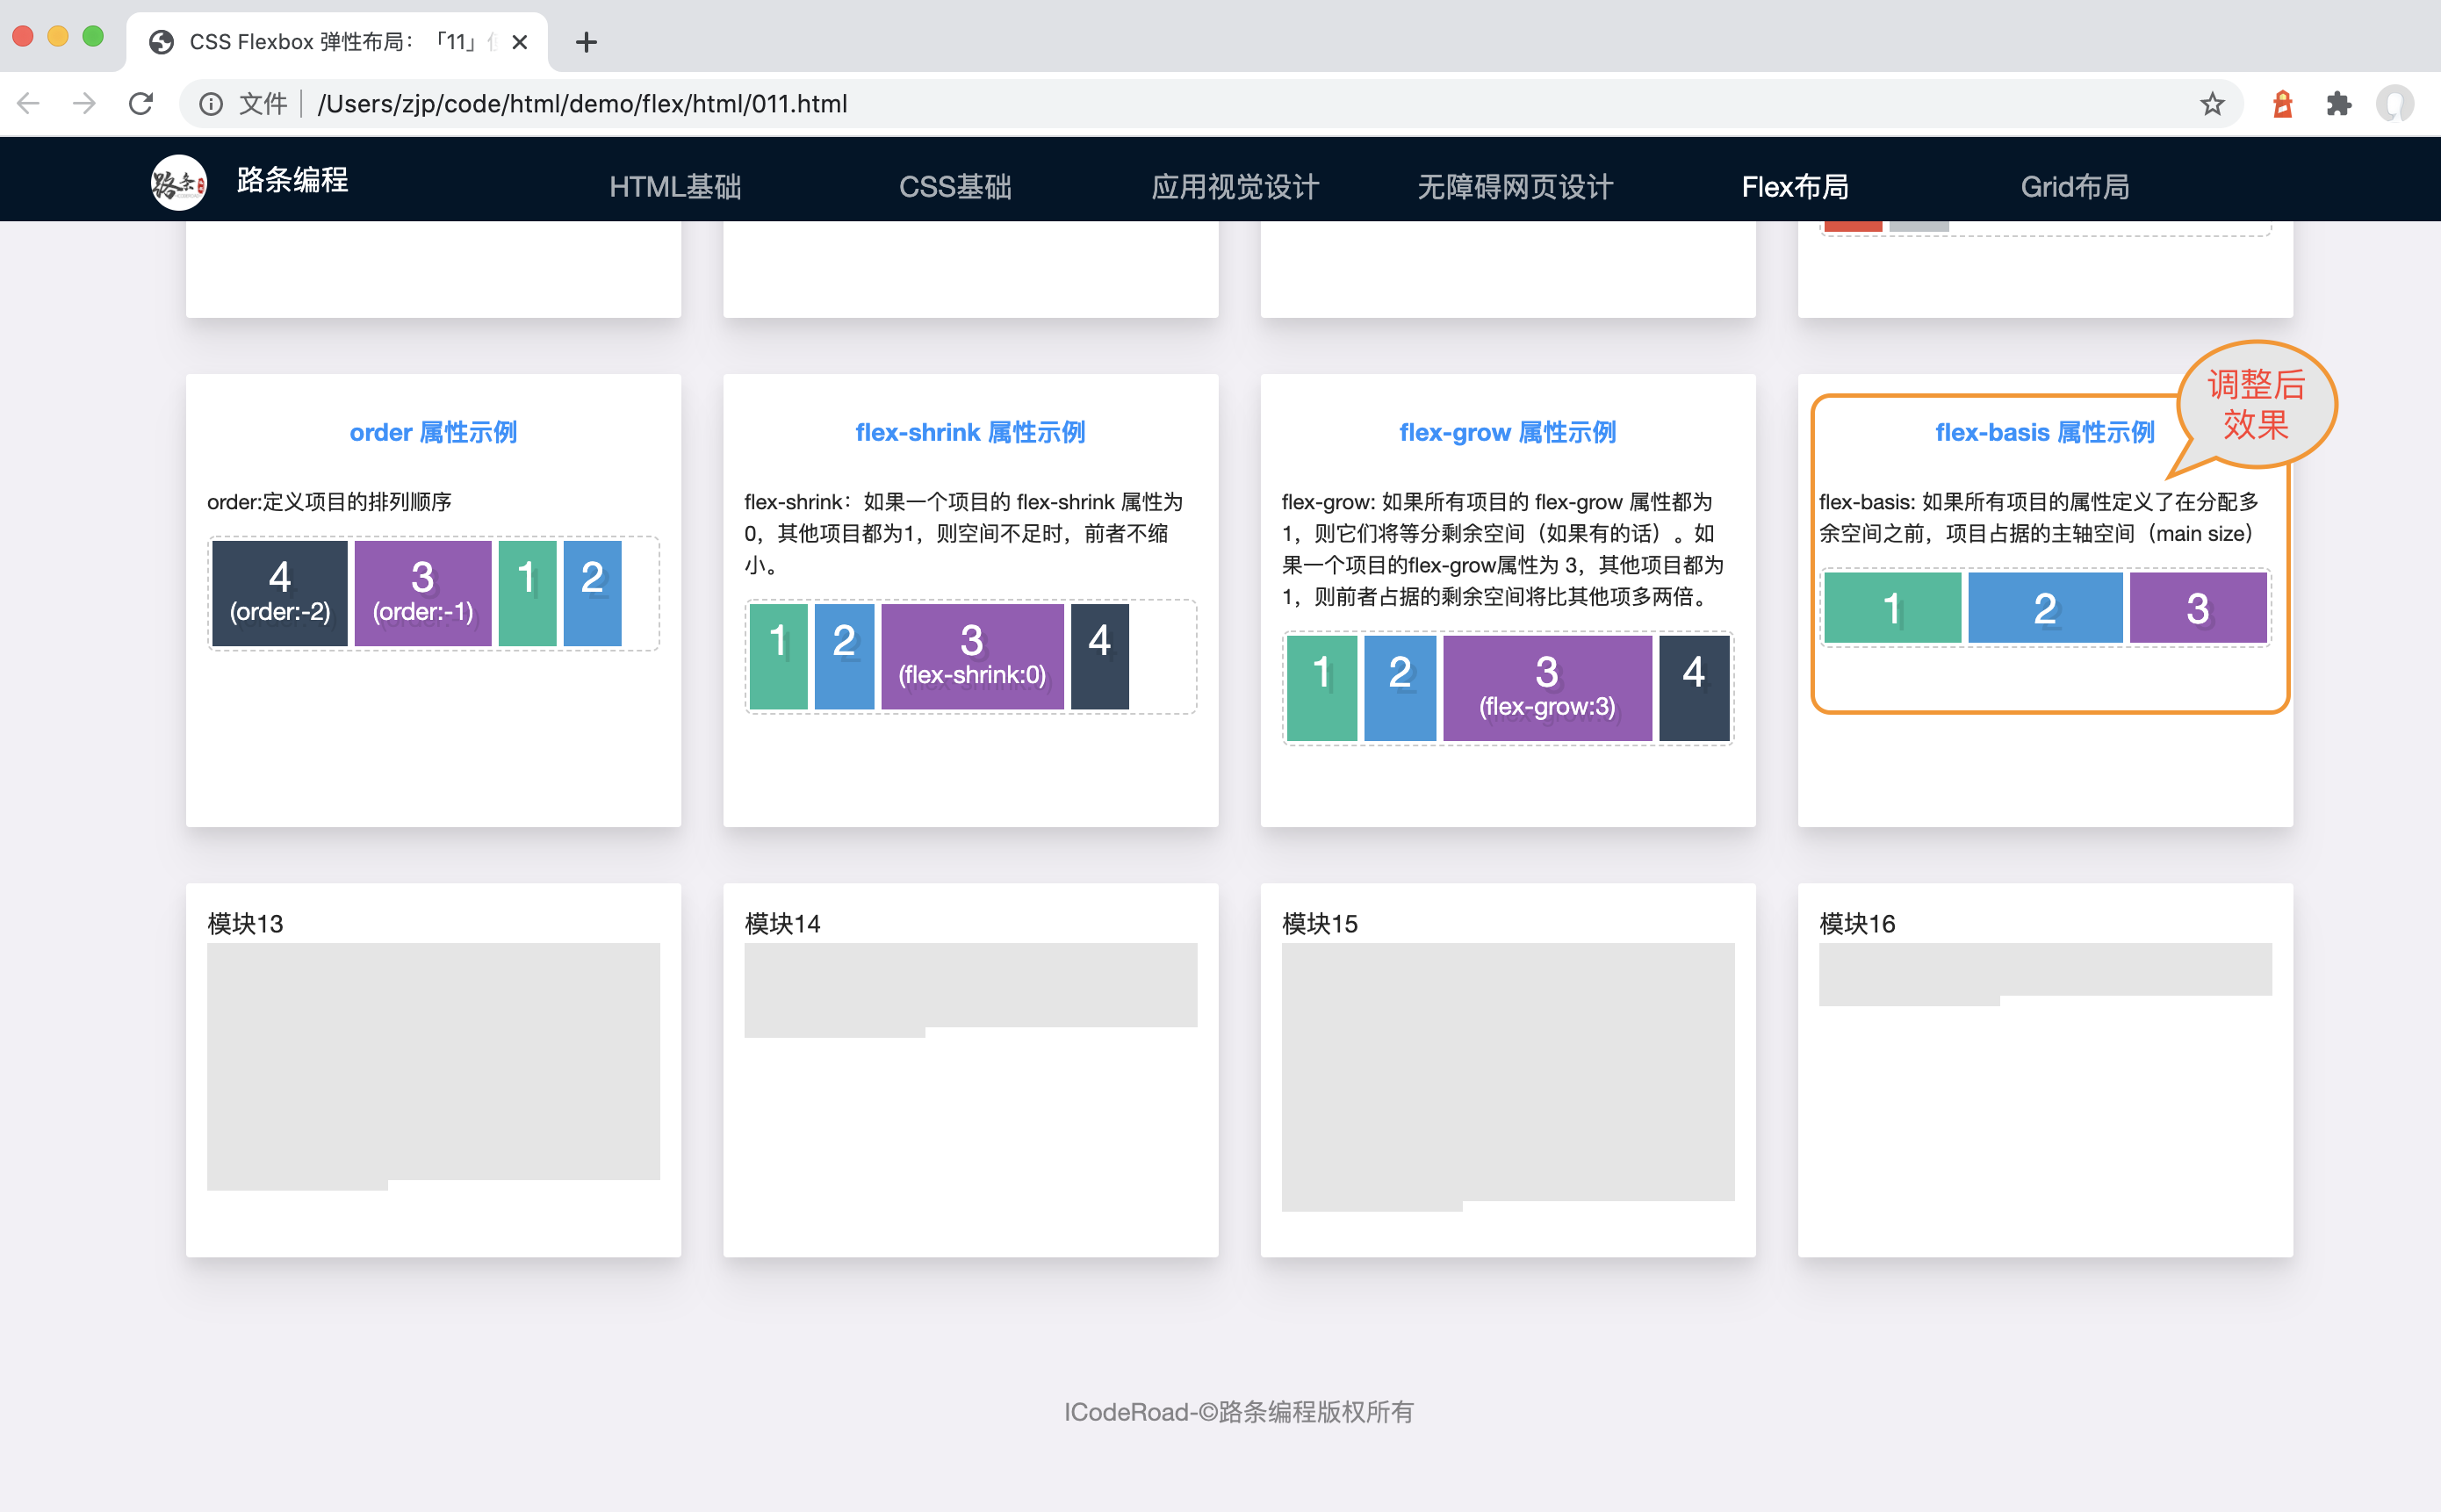 CSS Flexbox 弹性布局：「11」
文件 /Users/zjp/code/html/demo/flex/html/011.html
路条编程
HTML基础
CSS基础
应用视觉设计
无障碍网页设计
Flex布局
Grid布局
order 属性示例
order:定义项目的排列顺序
4
(order:-2)
3
(order:-1)
1
2
flex-shrink 属性示例
flex-shrink：如果一个项目的 flex-shrink 属性为
0，其他项目都为1，则空间不足时，前者不缩
小。
1
2
3
(flex-shrink:0)
4
flex-grow 属性示例
flex-grow: 如果所有项目的 flex-grow 属性都为
1，则它们将等分剩余空间（如果有的话）。如
果一个项目的flex-grow属性为 3，其他项目都为
1，则前者占据的剩余空间将比其他项多两倍。
1
2
3
(flex-grow:3)
4
调整后
效果
flex-basis 属性示例
flex-basis: 如果所有项目的属性定义了在分配多
余空间之前，项目占据的主轴空间（main size）
1
2
3
模块13
模块14
模块15
模块16
ICodeRoad-©路条编程版权所有